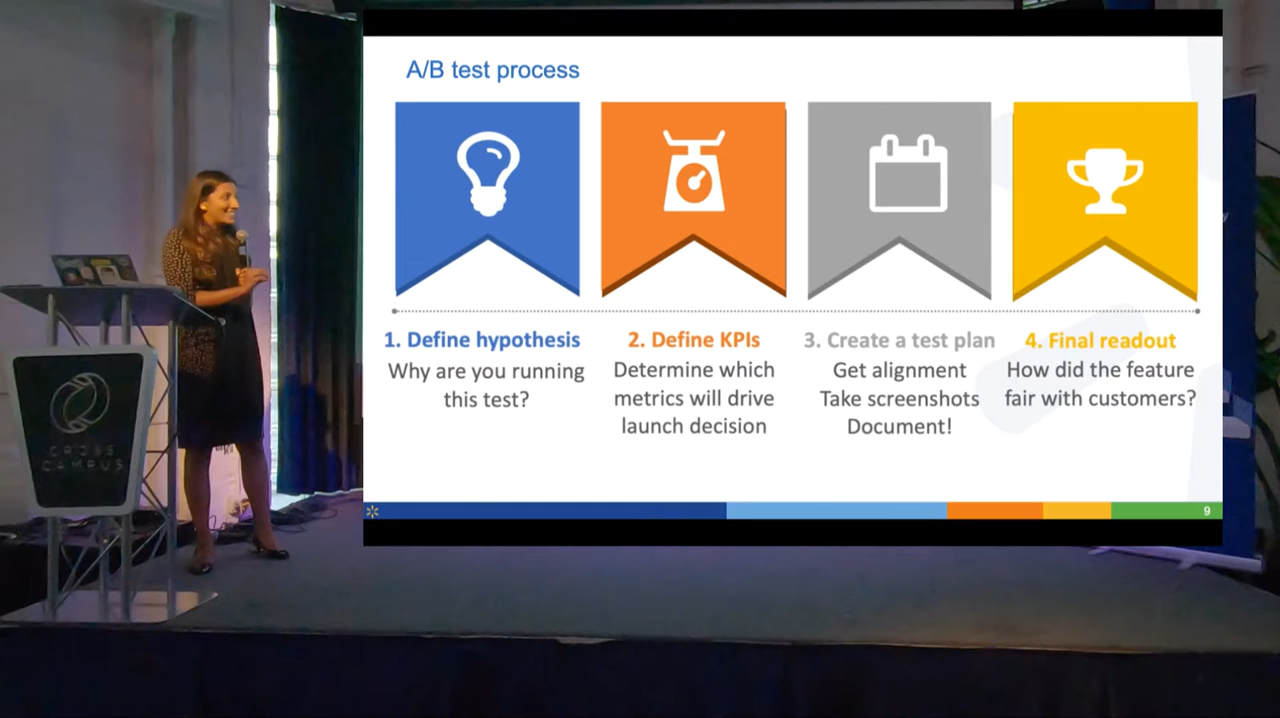 A/B test process
1. Define hypothesis
Why are you running
this test?
2. Define KPIs
Determine which
metrics will drive
launch decision
3. Create a test plan
Get alignment
Take screenshots
Document!
4. Final readout
How did the feature
fair with customers?
9
CROSS
CAMPUS